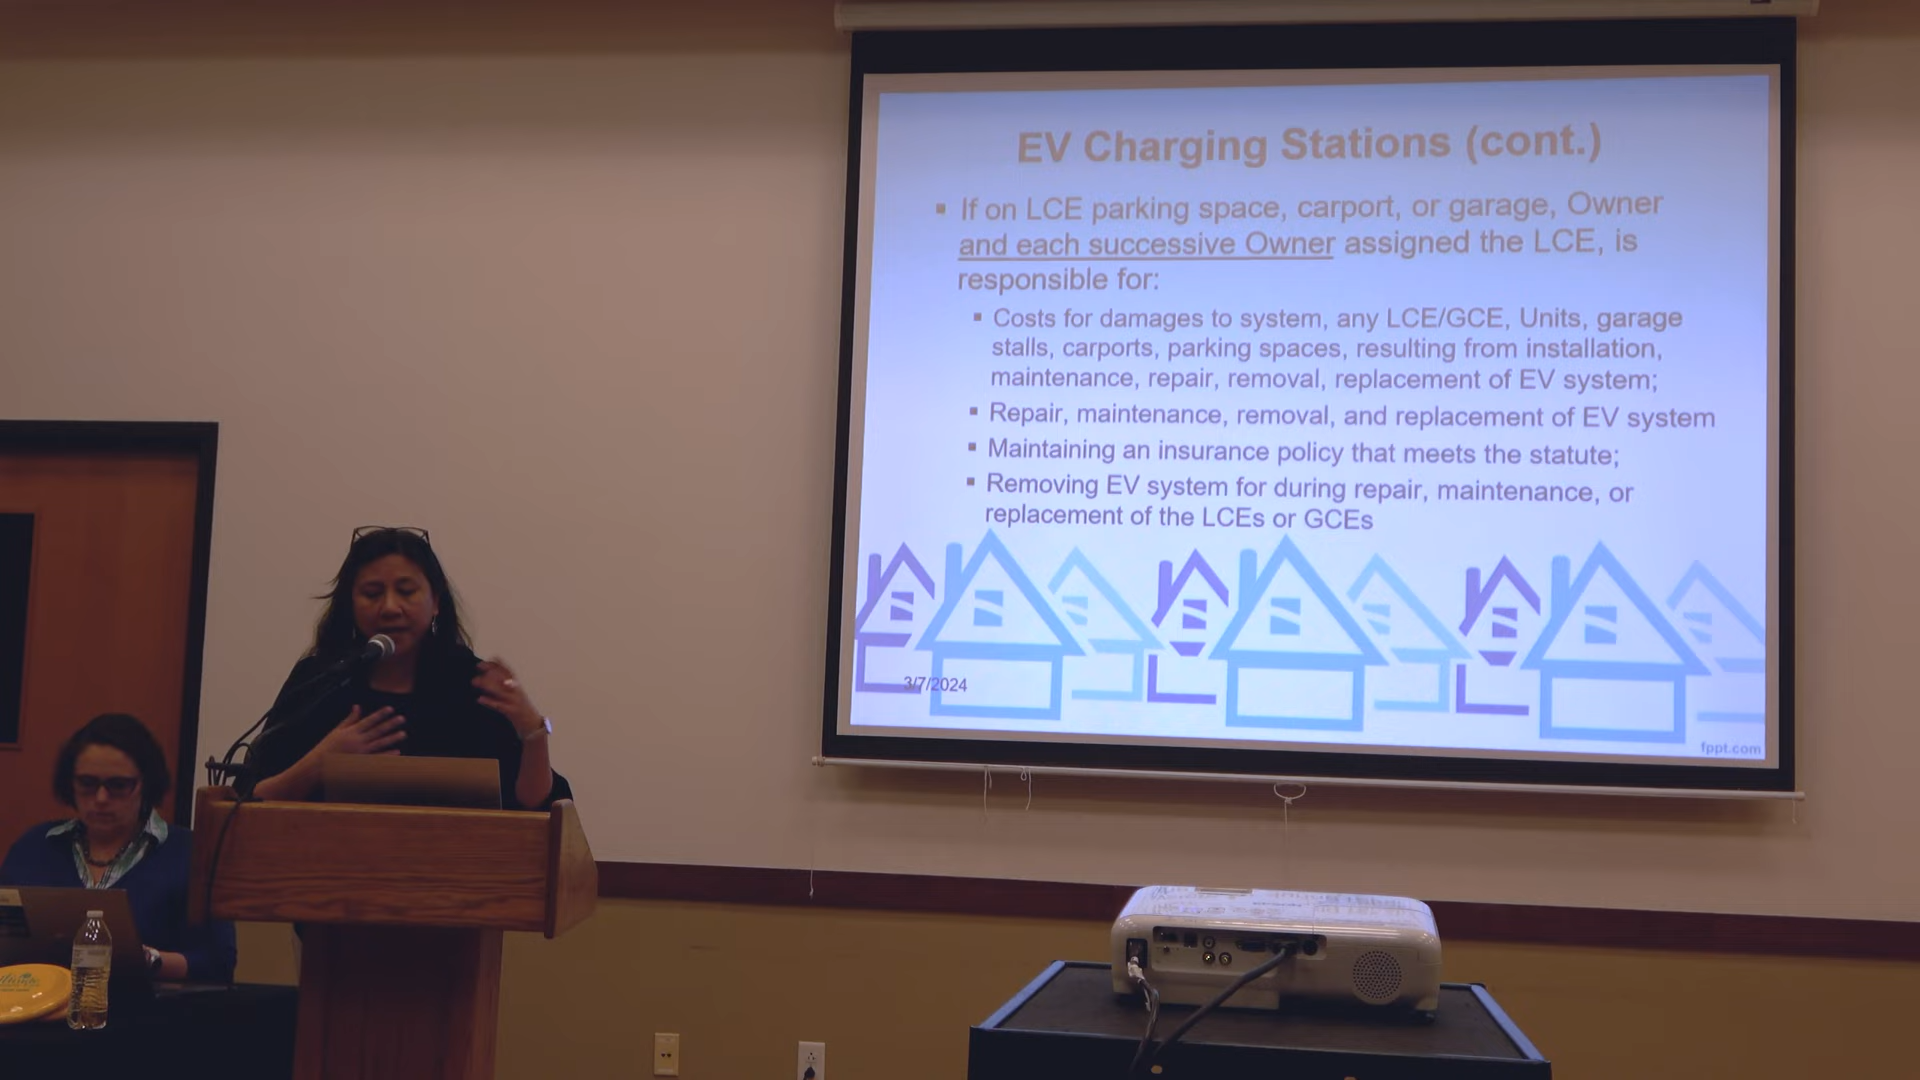 EV Charging Stations (cont.)
▪ If on LCE parking space, carport, or garage, Owner
and each successive Owner assigned the LCE, is
responsible for:
▪ Costs for damages to system, any LCE/GCE, Units, garage
stalls, carports, parking spaces, resulting from installation,
maintenance, repair, removal, replacement of EV system;
▪ Repair, maintenance, removal, and replacement of EV system
▪ Maintaining an insurance policy that meets the statute;
▪ Removing EV system for during repair, maintenance, or
replacement of the LCEs or GCEs
3/7/2024
fppt.com